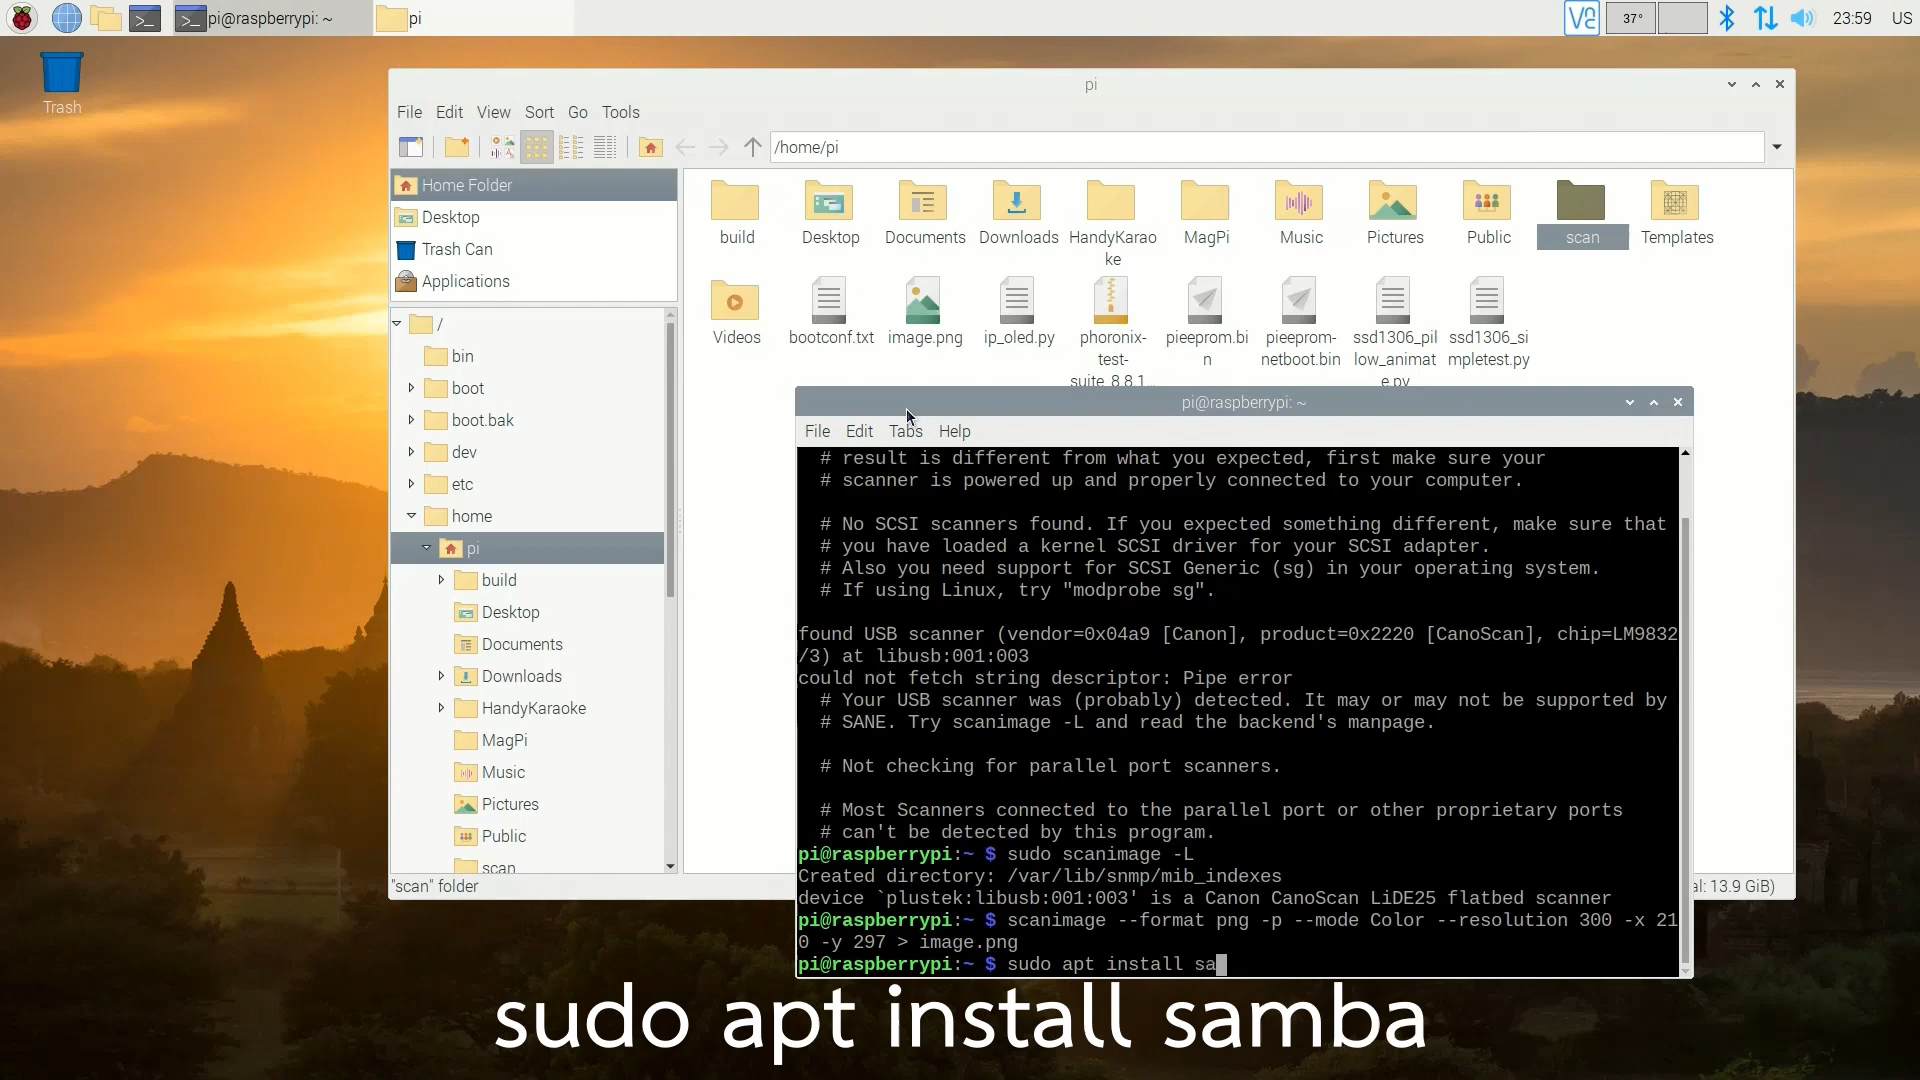 pi@raspberrypi: ~
pi
37°
23:59
US
Trash
pi
File Edit View Sort Go Tools
/home/pi
Home Folder
Desktop
Trash Can
Applications
/
bin
boot
boot.bak
dev
etc
home
pi
build
Desktop
Documents
Downloads
HandyKaraoke
MagPi
Music
Pictures
Public
scan
build
Desktop
Documents
Downloads
HandyKarao
ke
MagPi
Music
Pictures
Public
scan
Templates
Videos
bootconf.txt
image.png
ip_oled.py
phoronix-
test-
suite_8.8.1...
pieeprom.bi
n
pieeprom-
netboot.bin
ssd1306_pil
low_animat
e.py
ssd1306_si
mpletest.py
"scan" folder
al: 13.9 GiB)
pi@raspberrypi: ~
File Edit Tabs Help
# result is different from what you expected, first make sure your
# scanner is powered up and properly connected to your computer.
# No SCSI scanners found. If you expected something different, make sure that
# you have loaded a kernel SCSI driver for your SCSI adapter.
# Also you need support for SCSI Generic (sg) in your operating system.
# If using Linux, try "modprobe sg".
found USB scanner (vendor=0x04a9 [Canon], product=0x2220 [CanoScan], chip=LM9832
/3) at libusb:001:003
could not fetch string descriptor: Pipe error
# Your USB scanner was (probably) detected. It may or may not be supported by
# SANE. Try scanimage -L and read the backend's manpage.
# Not checking for parallel port scanners.
# Most Scanners connected to the parallel port or other proprietary ports
# can't be detected by this program.
pi@raspberrypi:~ $ sudo scanimage -L
Created directory: /var/lib/snmp/mib_indexes
device `plustek:libusb:001:003' is a Canon CanoScan LiDE25 flatbed scanner
pi@raspberrypi:~ $ scanimage --format png -p --mode Color --resolution 300 -x 21
0 -y 297 > image.png
pi@raspberrypi:~ $ sudo apt install sa
sudo apt install samba